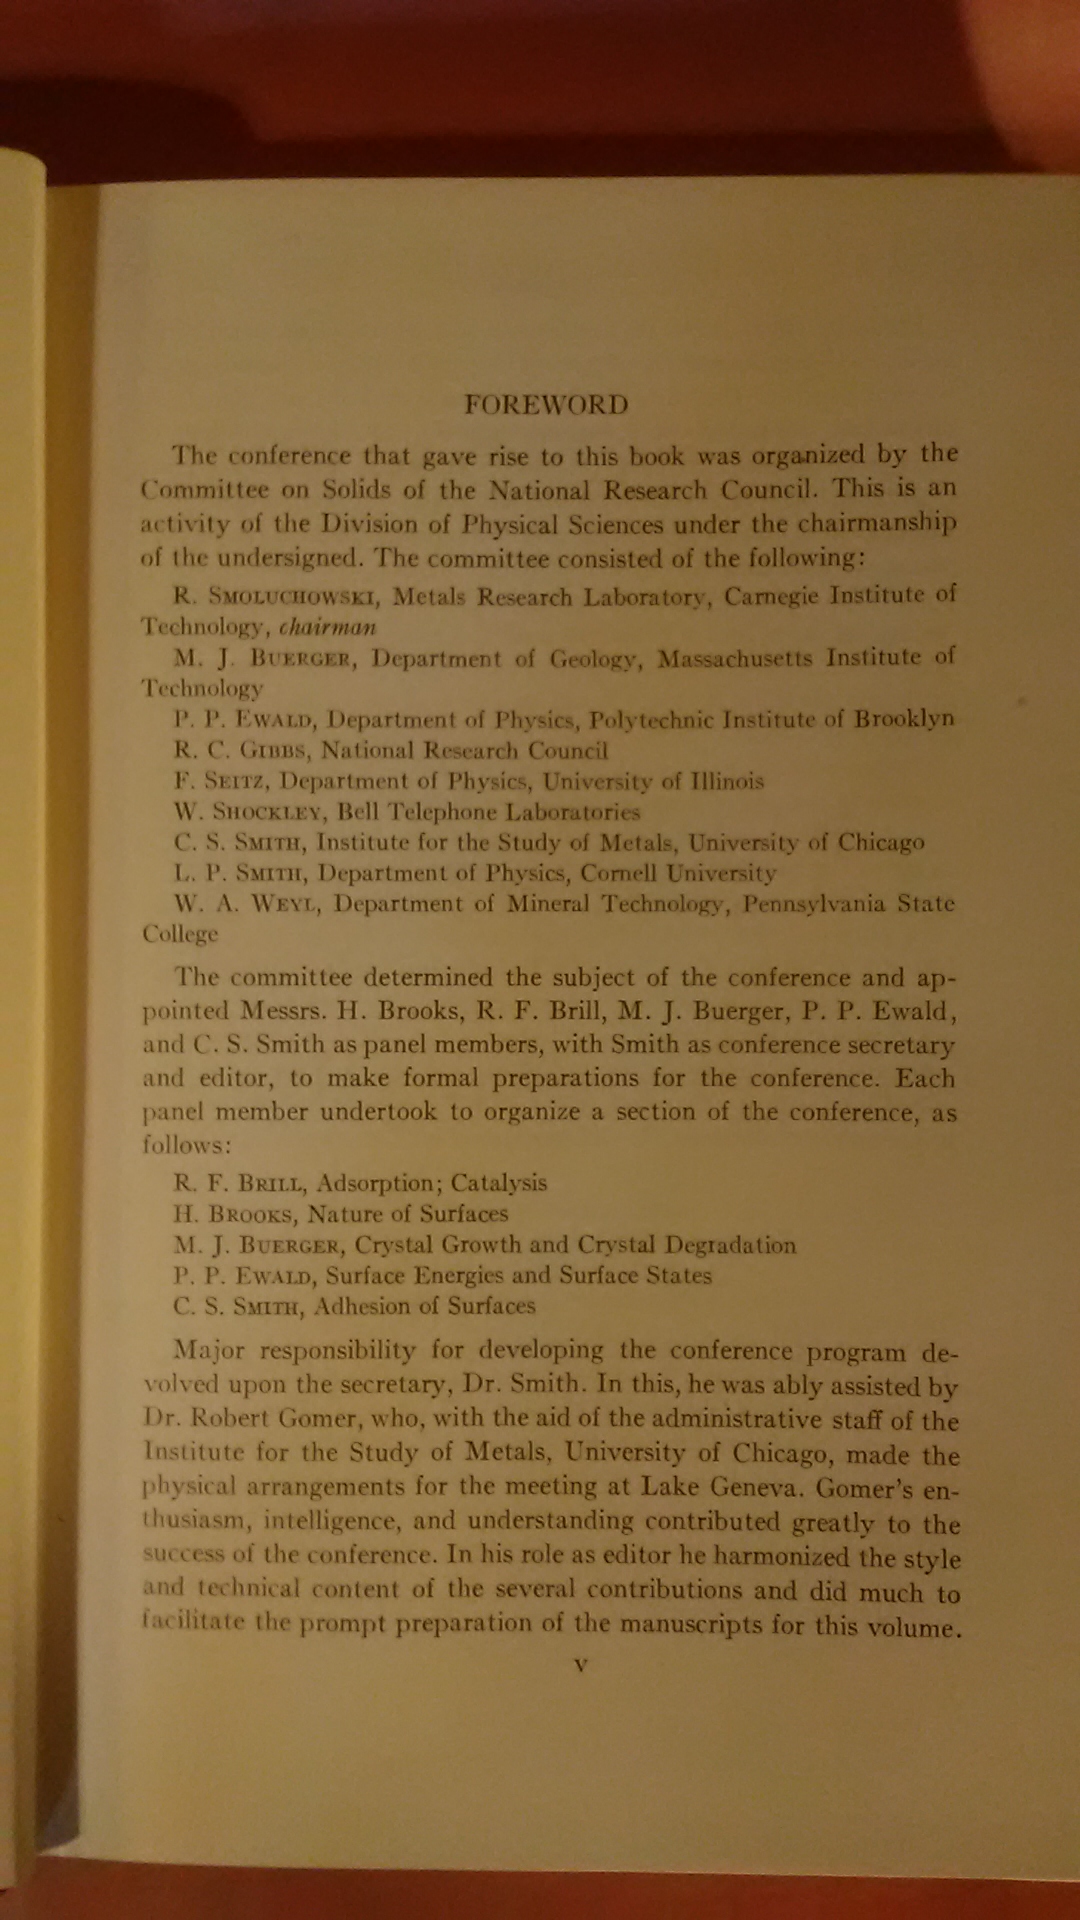 FOREWORD
The conference that gave rise to this book was organized by the
Committee on Solids of the National Research Council. This is an
activity of the Division of Physical Sciences under the chairmanship
of the undersigned. The committee consisted of the following:
R. SMOLUCHOWSKI, Metals Research Laboratory, Carnegie Institute of
Technology, chairman
M. J. BUERGER, Department of Geology, Massachusetts Institute of
Technology
P. P. EWALD, Department of Physics, Polytechnic Institute of Brooklyn
R. C. GIBBS, National Research Council
F. SEITZ, Department of Physics, University of Illinois
W. SHOCKLEY, Bell Telephone Laboratories
C. S. SMITH, Institute for the Study of Metals, University of Chicago
L. P. SMITH, Department of Physics, Cornell University
W. A. WEYL, Department of Mineral Technology, Pennsylvania State
College
The committee determined the subject of the conference and ap-
pointed Messrs. H. Brooks, R. F. Brill, M. J. Buerger, P. P. Ewald,
and C. S. Smith as panel members, with Smith as conference secretary
and editor, to make formal preparations for the conference. Each
panel member undertook to organize a section of the conference, as
follows:
R. F. BRILL, Adsorption; Catalysis
H. BROOKS, Nature of Surfaces
M. J. BUERGER, Crystal Growth and Crystal Degradation
P. P. EWALD, Surface Energies and Surface States
C. S. SMITH, Adhesion of Surfaces
Major responsibility for developing the conference program de-
volved upon the secretary, Dr. Smith. In this, he was ably assisted by
Dr. Robert Gomer, who, with the aid of the administrative staff of the
Institute for the Study of Metals, University of Chicago, made the
physical arrangements for the meeting at Lake Geneva. Gomer's en-
thusiasm, intelligence, and understanding contributed greatly to the
success of the conference. In his role as editor he harmonized the style
and technical content of the several contributions and did much to
facilitate the prompt preparation of the manuscripts for this volume.
v